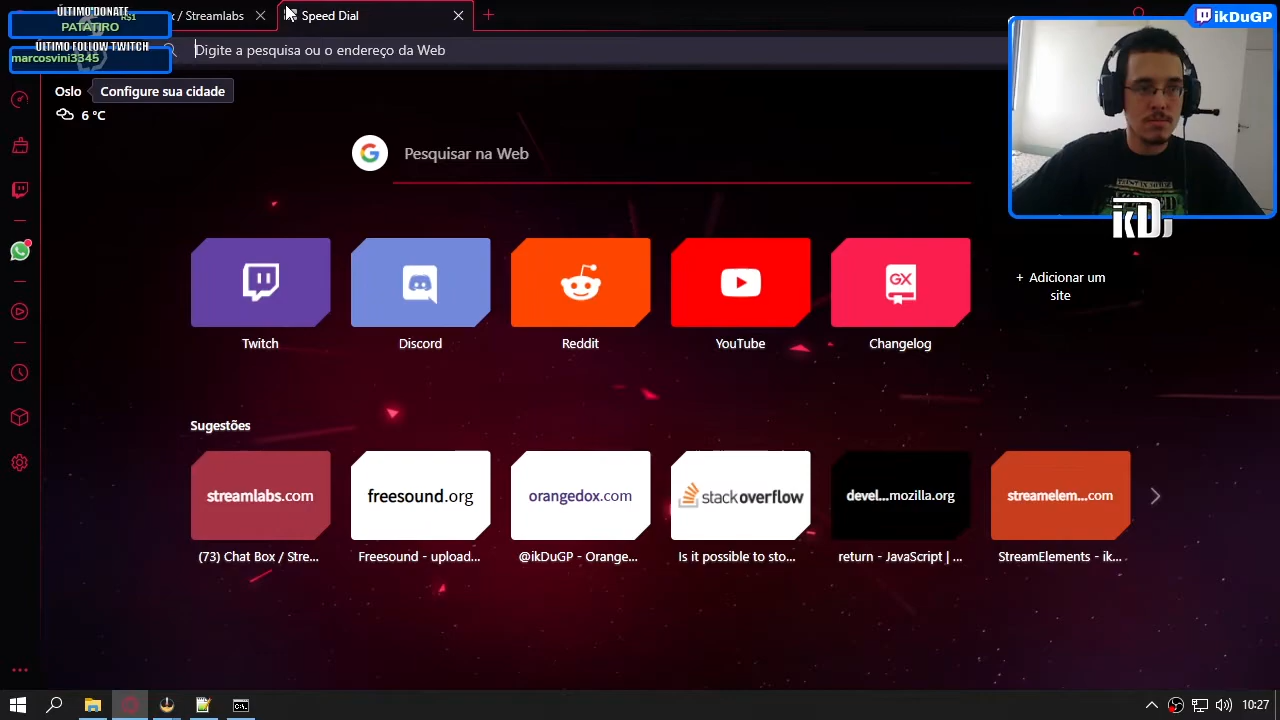 ÚLTIMO DONATE
R$1
PATATIRO
x / Streamlabs
Speed Dial
ikDuGP
ÚLTIMO FOLLOW TWITCH
marcosvini3345
Digite a pesquisa ou o endereço da Web
Oslo
Configure sua cidade
6 °C
Pesquisar na Web
ikD
GX
+ Adicionar um
site
Twitch
Discord
Reddit
YouTube
Changelog
Sugestões
streamlabs.com
freesound.org
orangedox.com
stackoverflow
devel...mozilla.org
streamelem...com
(73) Chat Box / Stre...
Freesound - upload...
@ikDuGP - Orange...
Is it possible to sto...
return - JavaScript | ...
StreamElements - ik...
10:27